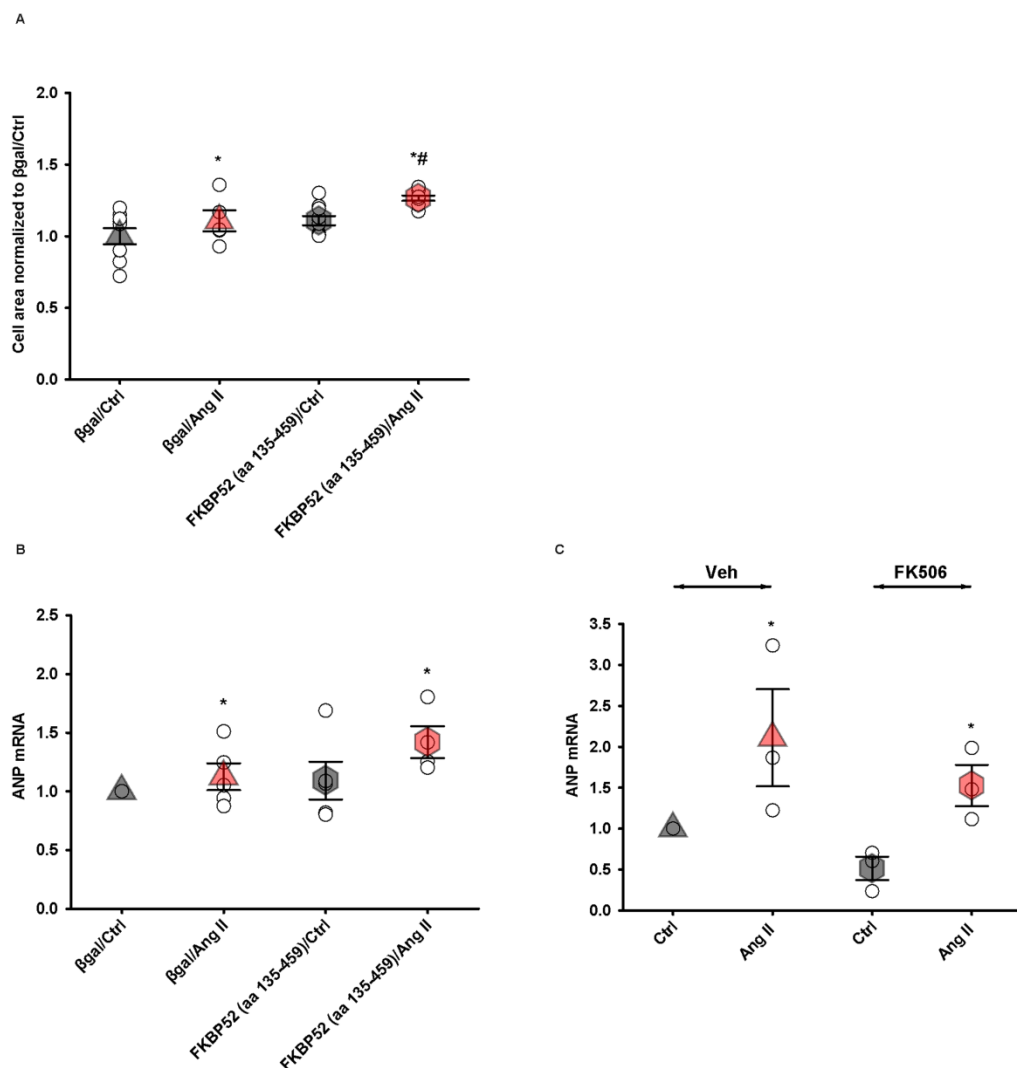 A
Cell area normalized to βgal/Ctrl
2.0
1.5
1.0
0.5
0.0
*
*#
βgal/Ctrl
βgal/Ang II
FKBP52 (aa 135-459)/Ctrl
FKBP52 (aa 135-459)/Ang II
B
ANP mRNA
2.5
2.0
1.5
1.0
0.5
0.0
*
*
βgal/Ctrl
βgal/Ang II
FKBP52 (aa 135-459)/Ctrl
FKBP52 (aa 135-459)/Ang II
C
Veh
FK506
ANP mRNA
3.5
3.0
2.5
2.0
1.5
1.0
0.5
0.0
*
*
Ctrl
Ang II
Ctrl
Ang II